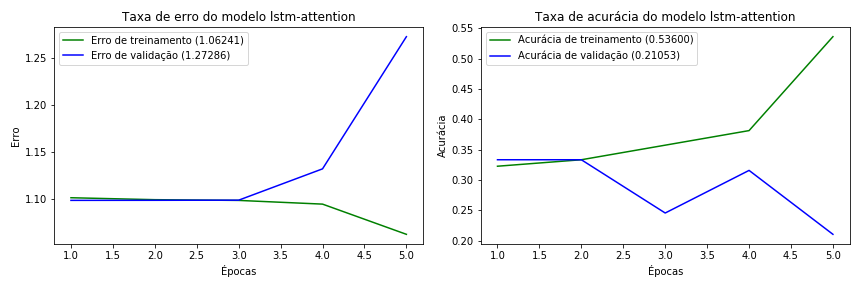 Taxa de erro do modelo lstm-attention
Erro de treinamento (1.06241)
Erro de validação (1.27286)
1.25
1.20
1.15
1.10
Erro
1.0 1.5 2.0 2.5 3.0 3.5 4.0 4.5 5.0
Épocas
Taxa de acurácia do modelo lstm-attention
Acurácia de treinamento (0.53600)
Acurácia de validação (0.21053)
0.55
0.50
0.45
0.40
0.35
0.30
0.25
0.20
Acurácia
1.0 1.5 2.0 2.5 3.0 3.5 4.0 4.5 5.0
Épocas